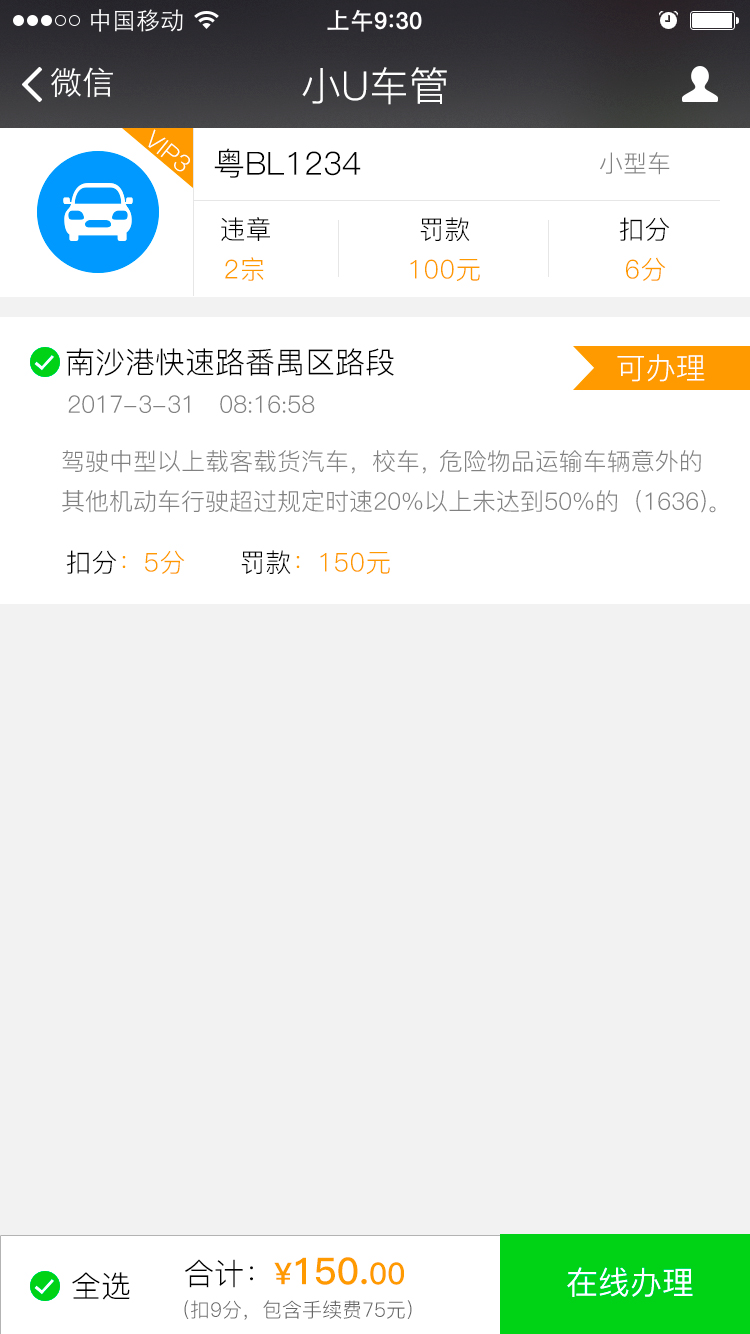 中国移动 上午9:30
微信 小U车管
VIP3
粤BL1234 小型车
违章 罚款 扣分
2宗 100元 6分
南沙港快速路番禺区路段 可办理
2017-3-31 08:16:58
驾驶中型以上载客载货汽车，校车, 危险物品运输车辆意外的
其他机动车行驶超过规定时速20%以上未达到50%的（1636)。
扣分：5分 罚款：150元
全选 合计：¥150.00 在线办理
(扣9分，包含手续费75元)